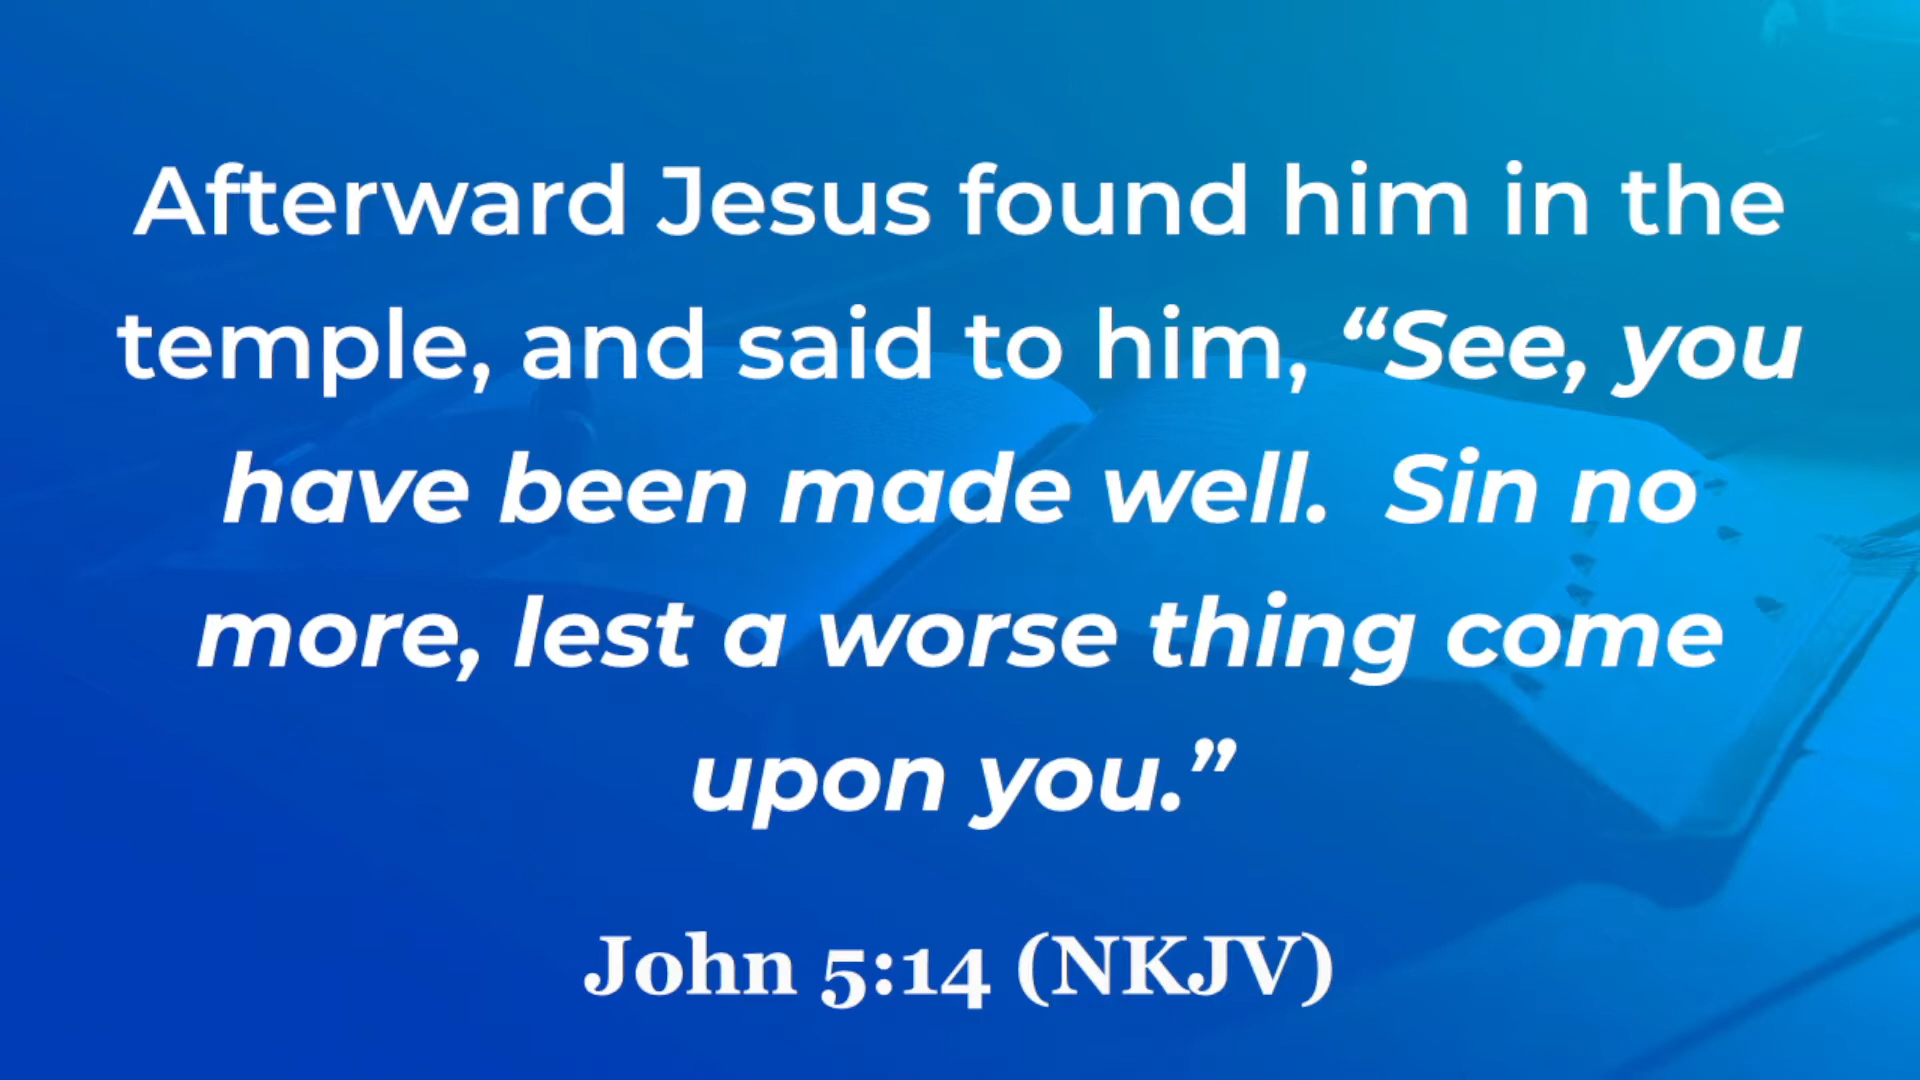 Afterward Jesus found him in the
temple, and said to him, “See, you
have been made well.  Sin no
more, lest a worse thing come
upon you.”
John 5:14 (NKJV)